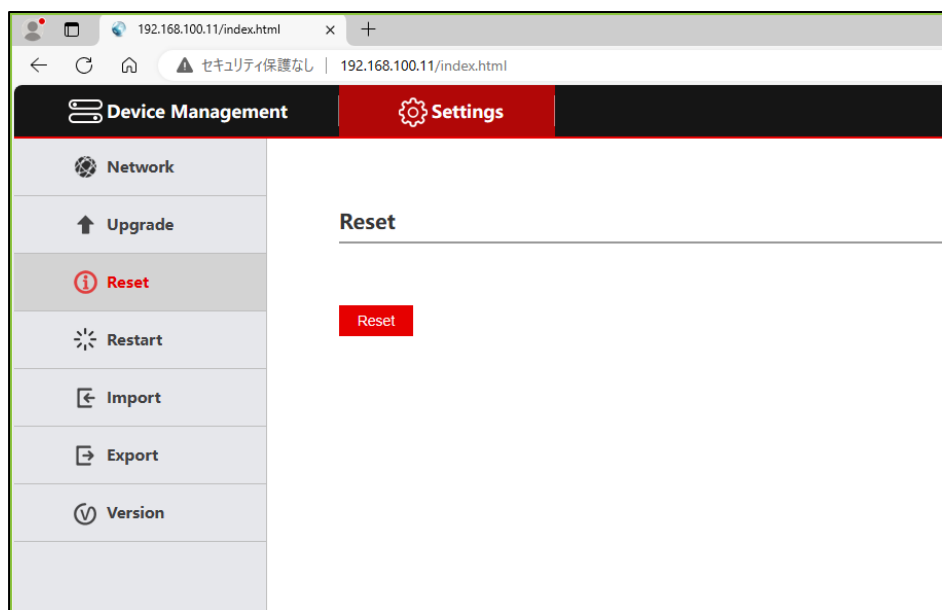 192.168.100.11/index.html
セキュリティ保護なし | 192.168.100.11/index.html
Device Management
Settings
Network
Upgrade
Reset
Restart
Import
Export
Version
Reset
Reset